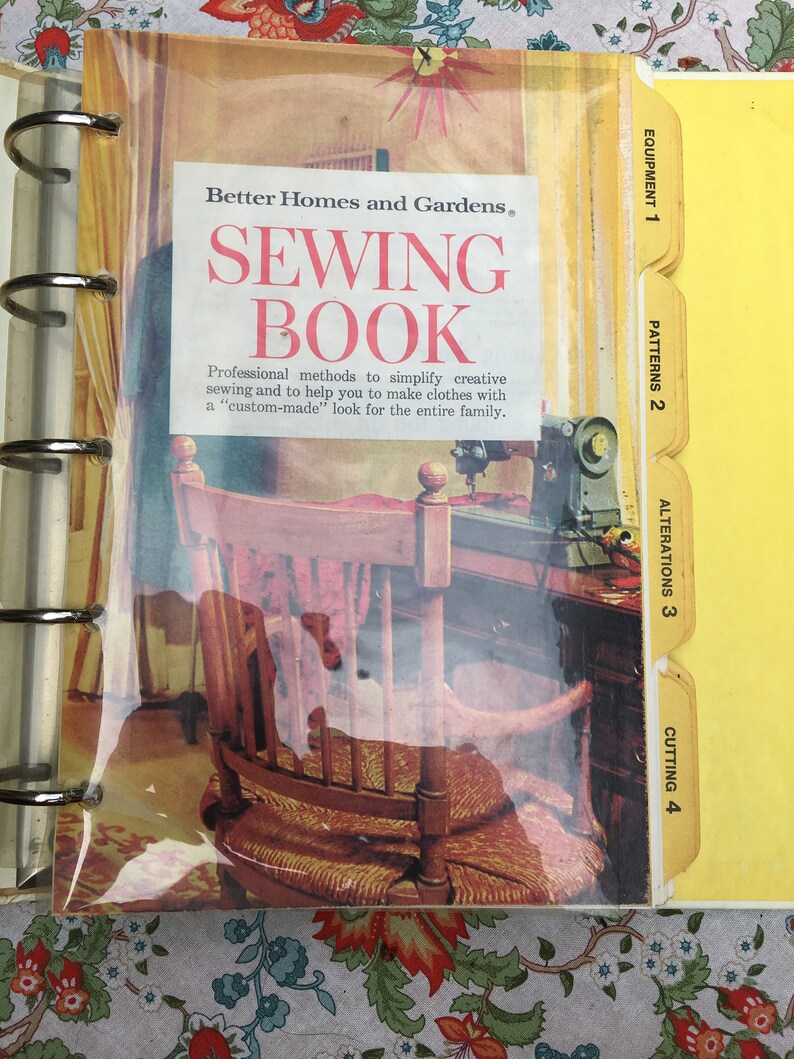 Better Homes and Gardens®
SEWING
BOOK
Professional methods to simplify creative
sewing and to help you to make clothes with
a "custom-made" look for the entire family.
EQUIPMENT 1
PATTERNS 2
ALTERATIONS 3
CUTTING 4